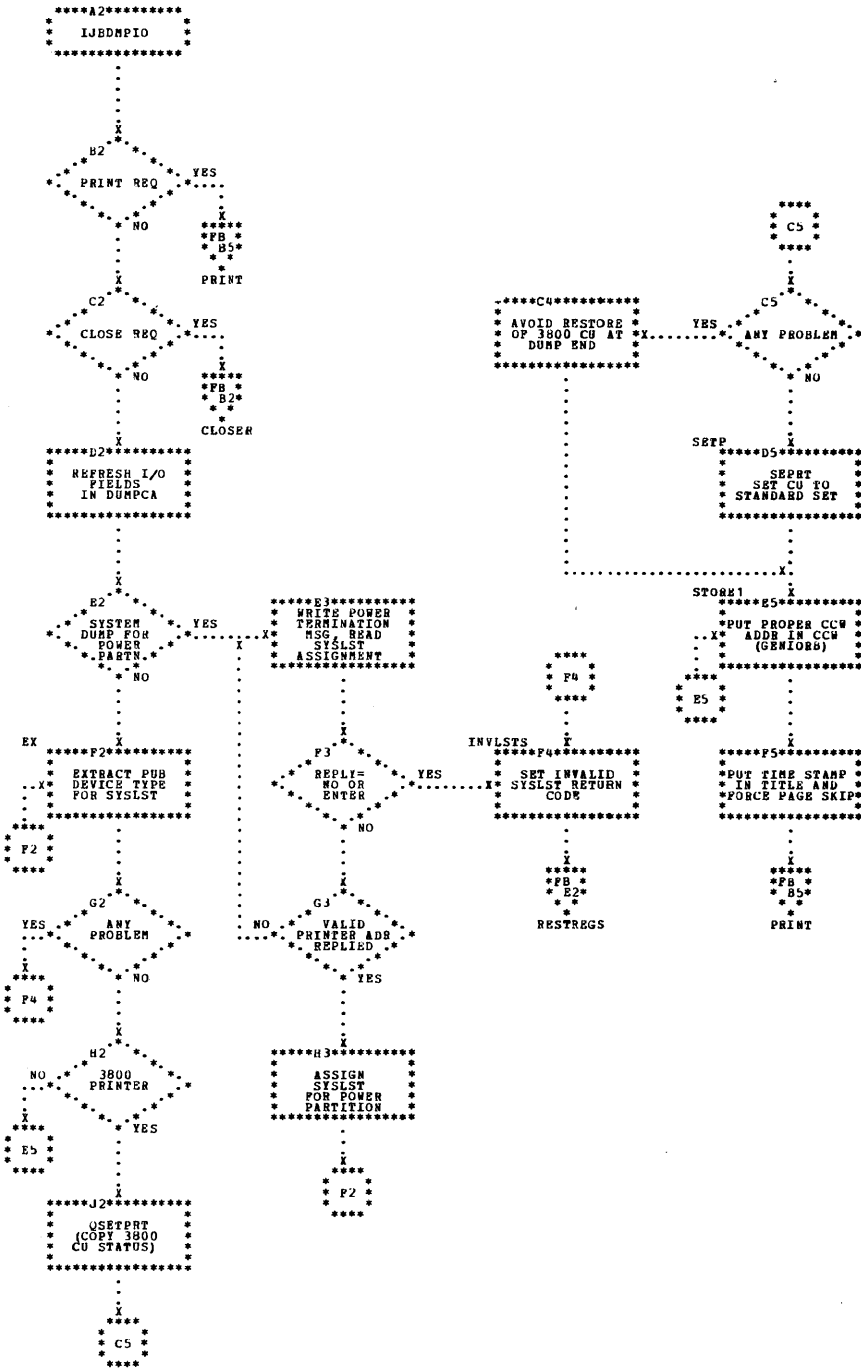 A2
IJBDMPIO
B2
PRINT REQ
YES
NO
FB
B5
PRINT
C2
CLOSE REQ
YES
NO
FB
B2
CLOSER
D2
REFRESH I/O
FIELDS
IN DUMPCA
E2
SYSTEM
DUMP FOR
POWER
PARTN.
YES
NO
EX
F2
EXTRACT PUB
DEVICE TYPE
FOR SYSLST
F2
G2
ANY
PROBLEM
YES
NO
F4
H2
3800
PRINTER
NO
YES
E5
J2
QSETPRT
(COPY 3800
CU STATUS)
C5
E3
WRITE POWER
TERMINATION
MSG, READ
SYSLST
ASSIGNMENT
F3
REPLY=
NO OR
ENTER
YES
NO
G3
VALID
PRINTER ADR
REPLIED
NO
YES
H3
ASSIGN
SYSLST
FOR POWER
PARTITION
F2
C4
AVOID RESTORE
OF 3800 CU AT
DUMP END
F4
INVLSTS
F4
SET INVALID
SYSLST RETURN
CODE
FB
E2
RESTREGS
C5
C5
ANY PROBLEM
YES
NO
SETP
D5
SEPRT
SET CU TO
STANDARD SET
STORE1
E5
PUT PROPER CCW
ADDR IN CCW
(GENIORB)
E5
F5
PUT TIME STAMP
IN TITLE AND
FORCE PAGE SKIP
FB
B5
PRINT